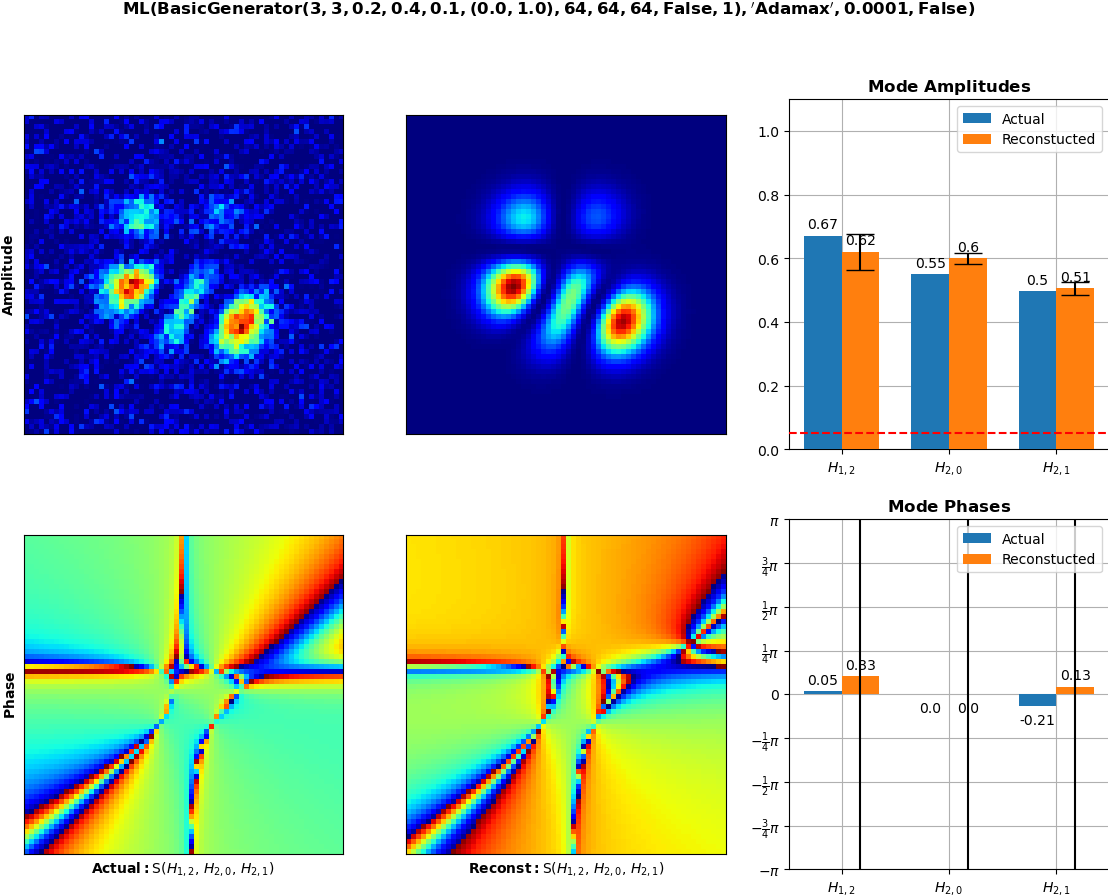 ML(BasicGenerator(3, 3, 0.2, 0.4, 0.1, (0.0, 1.0), 64, 64, 64, False, 1), ′Adamax′, 0.0001, False)
Amplitude
Mode Amplitudes
Actual
Reconstucted
1.0
0.8
0.6
0.4
0.2
0.0
0.67
0.62
0.55
0.6
0.5
0.51
H1,2
H2,0
H2,1
Phase
Actual: S(H1,2, H2,0, H2,1)
Reconst: S(H1,2, H2,0, H2,1)
Mode Phases
Actual
Reconstucted
π
3/4π
1/2π
1/4π
0
−1/4π
−1/2π
−3/4π
−π
0.05
0.33
0.0
0.0
-0.21
0.13
H1,2
H2,0
H2,1